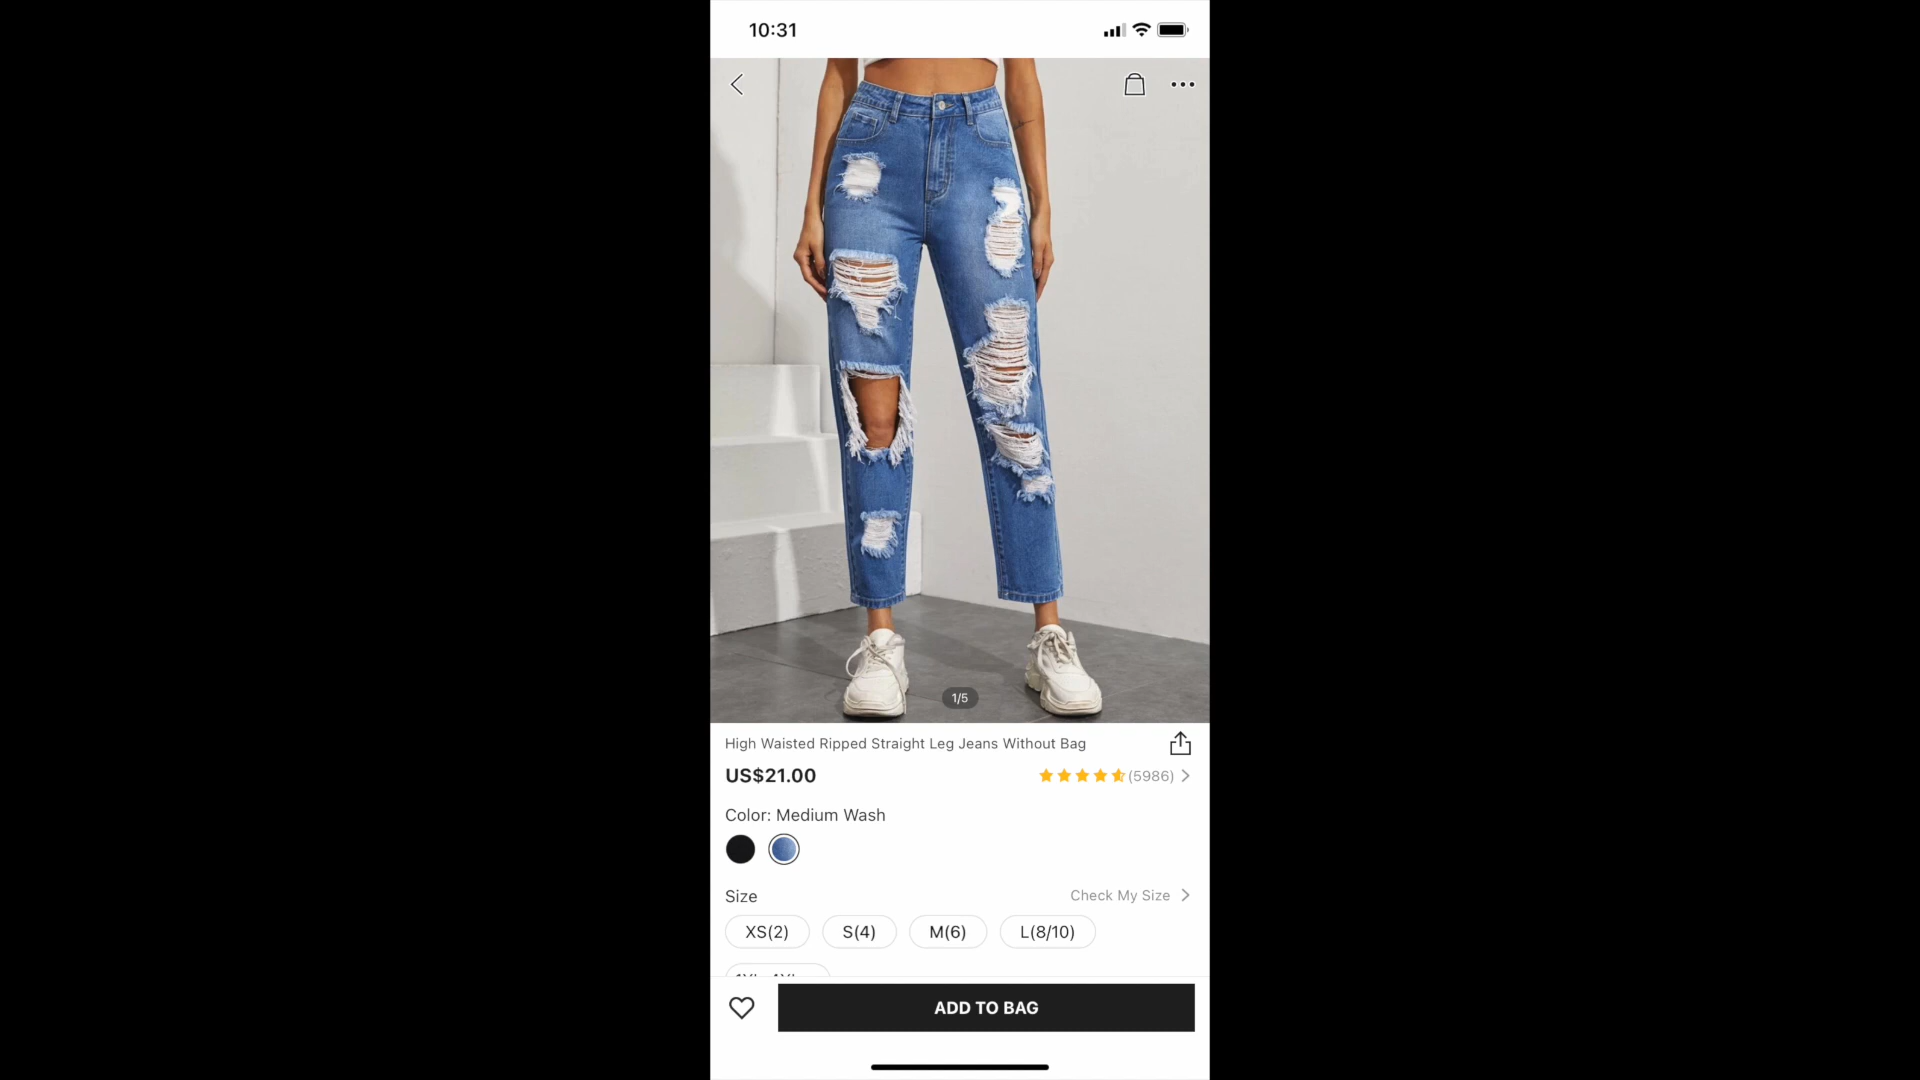 10:31
1/5
High Waisted Ripped Straight Leg Jeans Without Bag
US$21.00
(5986)
Color: Medium Wash
Size
Check My Size
XS(2) S(4) M(6) L(8/10)
ADD TO BAG